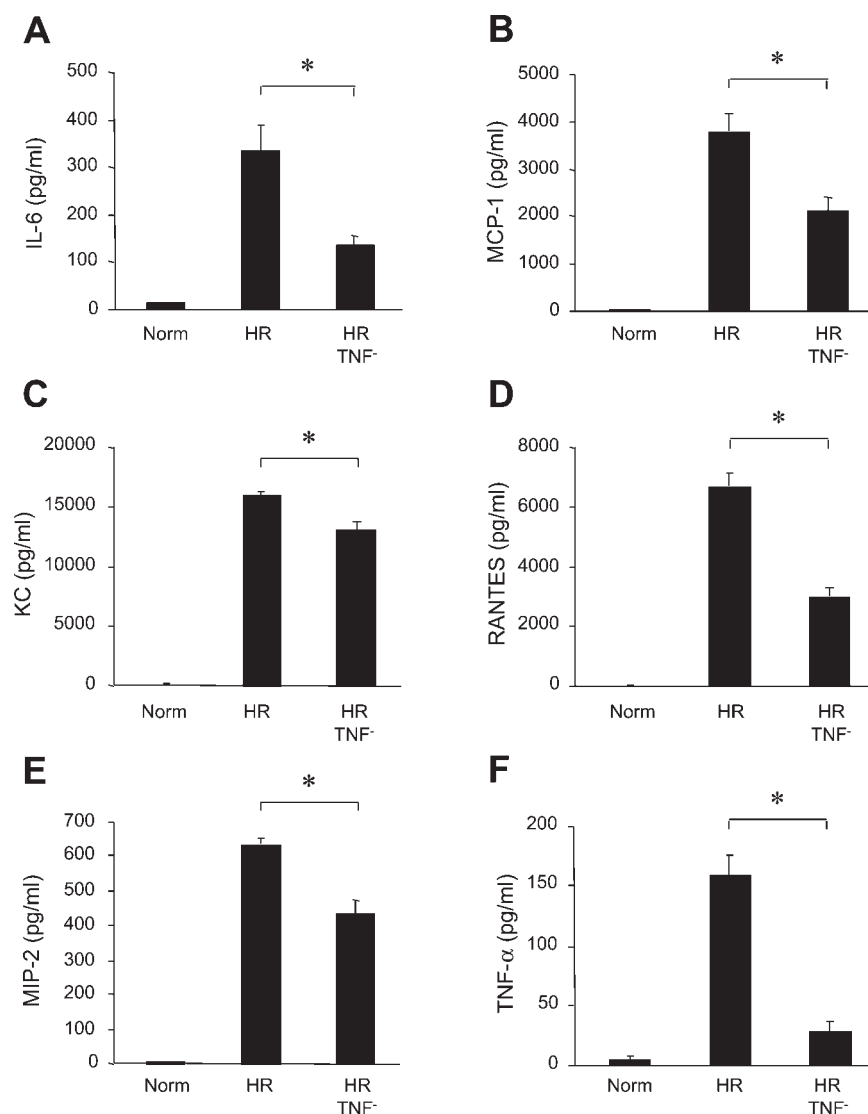 A
IL-6 (pg/ml)
500
400
300
200
100
0
*
Norm HR HR
TNF-
B
MCP-1 (pg/ml)
5000
4000
3000
2000
1000
0
*
Norm HR HR
TNF-
C
KC (pg/ml)
20000
15000
10000
5000
0
*
Norm HR HR
TNF-
D
RANTES (pg/ml)
8000
6000
4000
2000
0
*
Norm HR HR
TNF-
E
MIP-2 (pg/ml)
700
600
500
400
300
200
100
0
*
Norm HR HR
TNF-
F
TNF-α (pg/ml)
200
150
100
50
0
*
Norm HR HR
TNF-